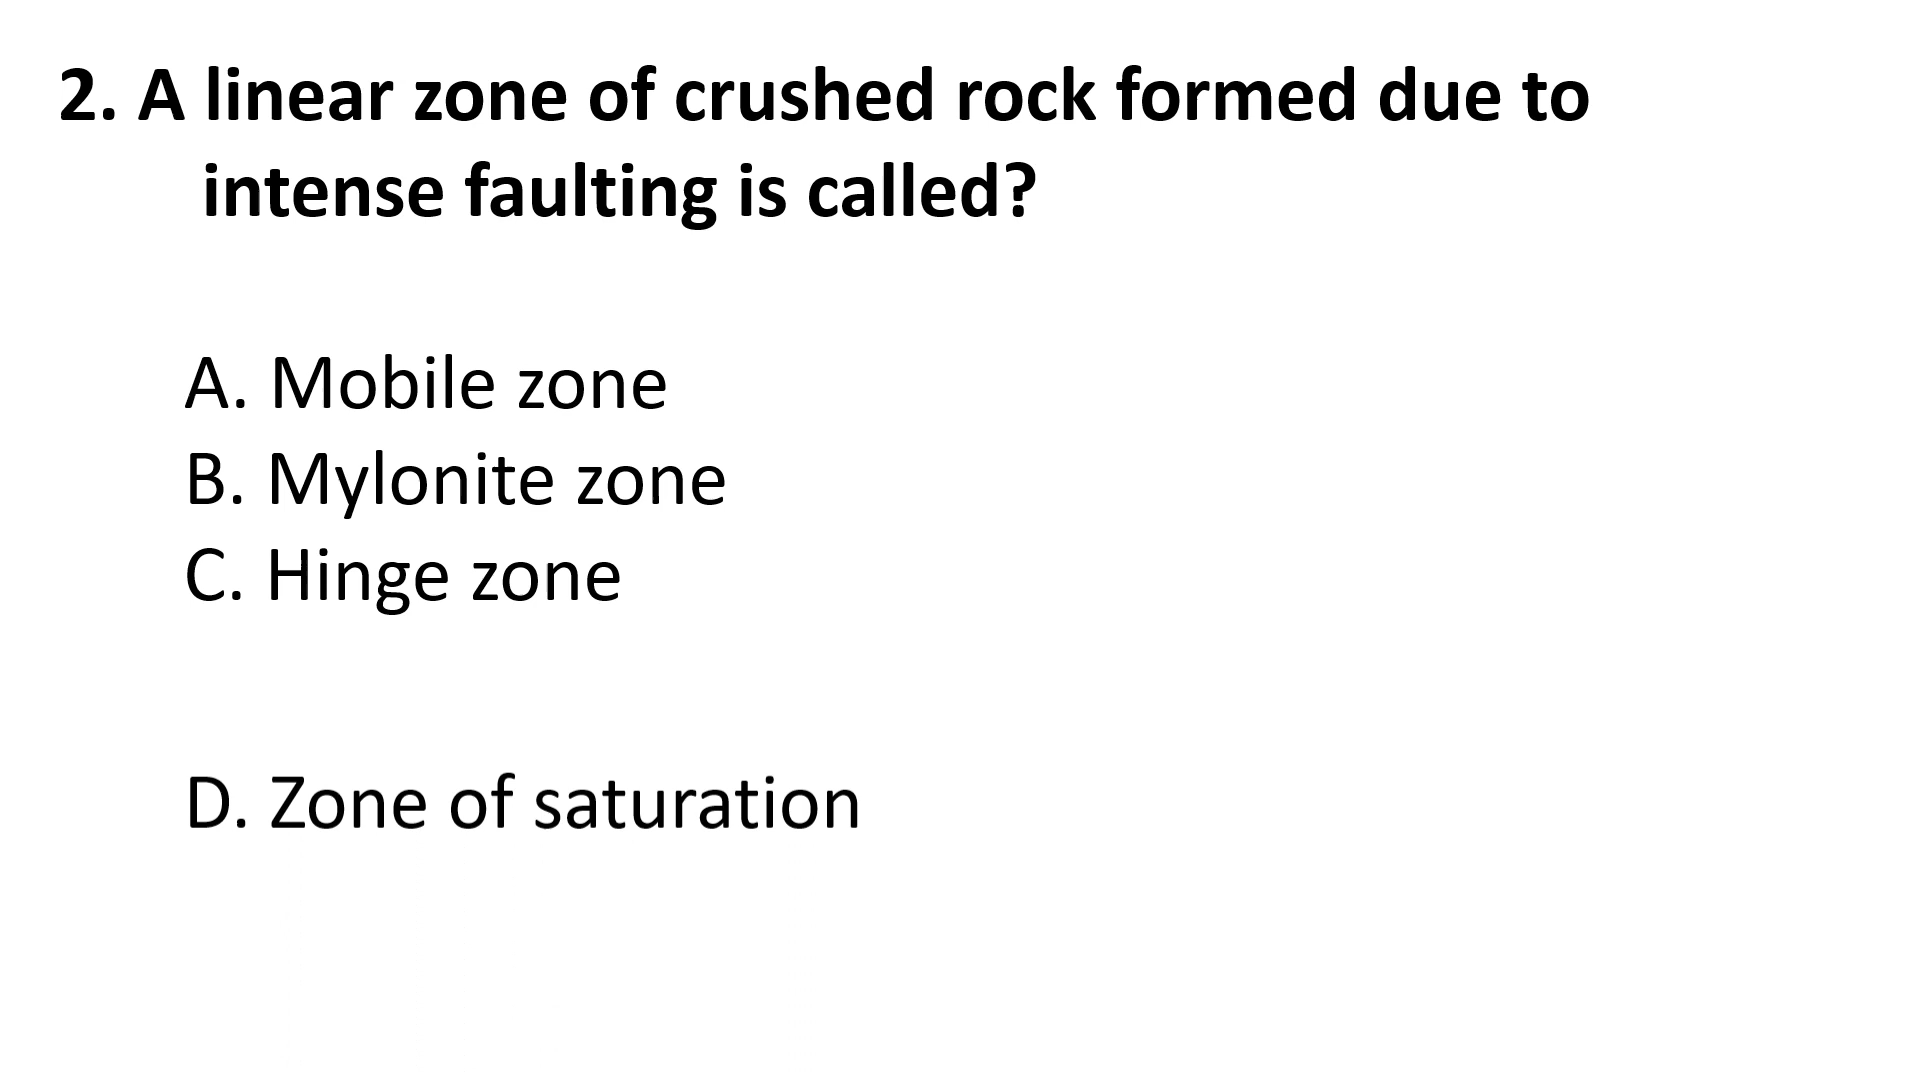 2. A linear zone of crushed rock formed due to
intense faulting is called?
A. Mobile zone
B. Mylonite zone
C. Hinge zone
D. Zone of saturation